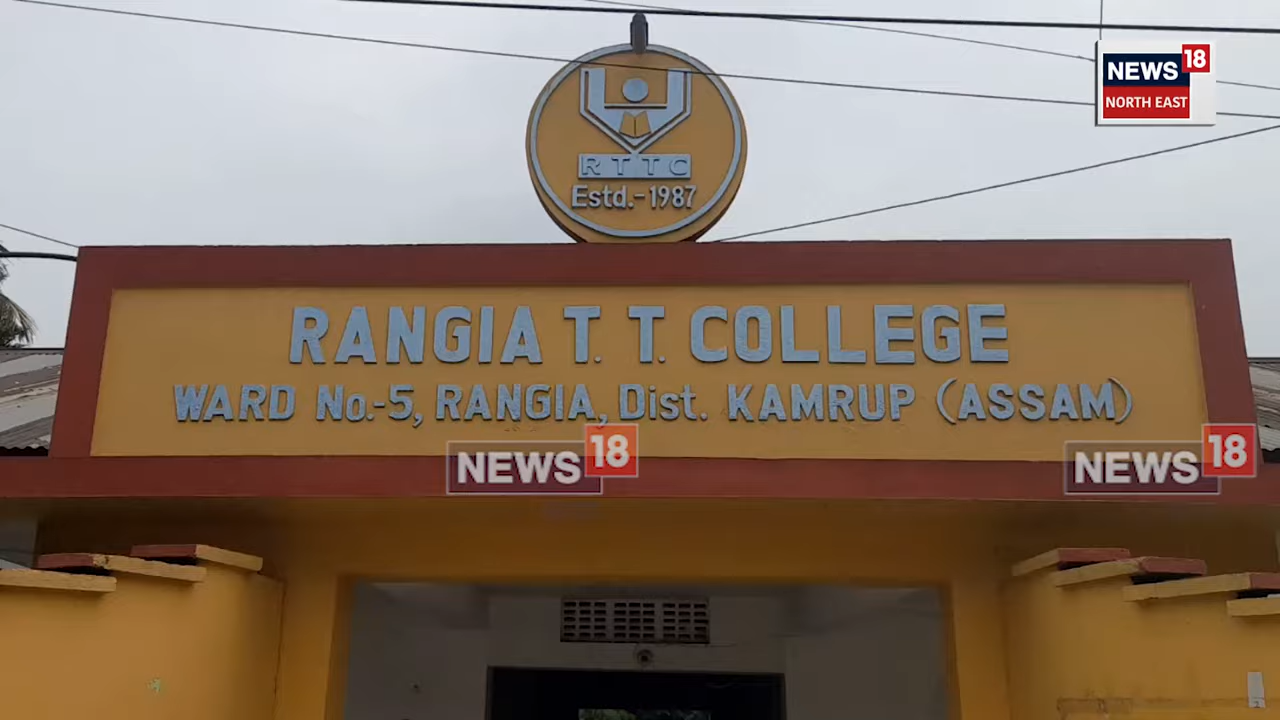 NEWS 18
NORTH EAST
RTTC
Estd.-1987
RANGIA T. T. COLLEGE
WARD No.-5, RANGIA, Dist. KAMRUP (ASSAM)
NEWS 18
NEWS 18